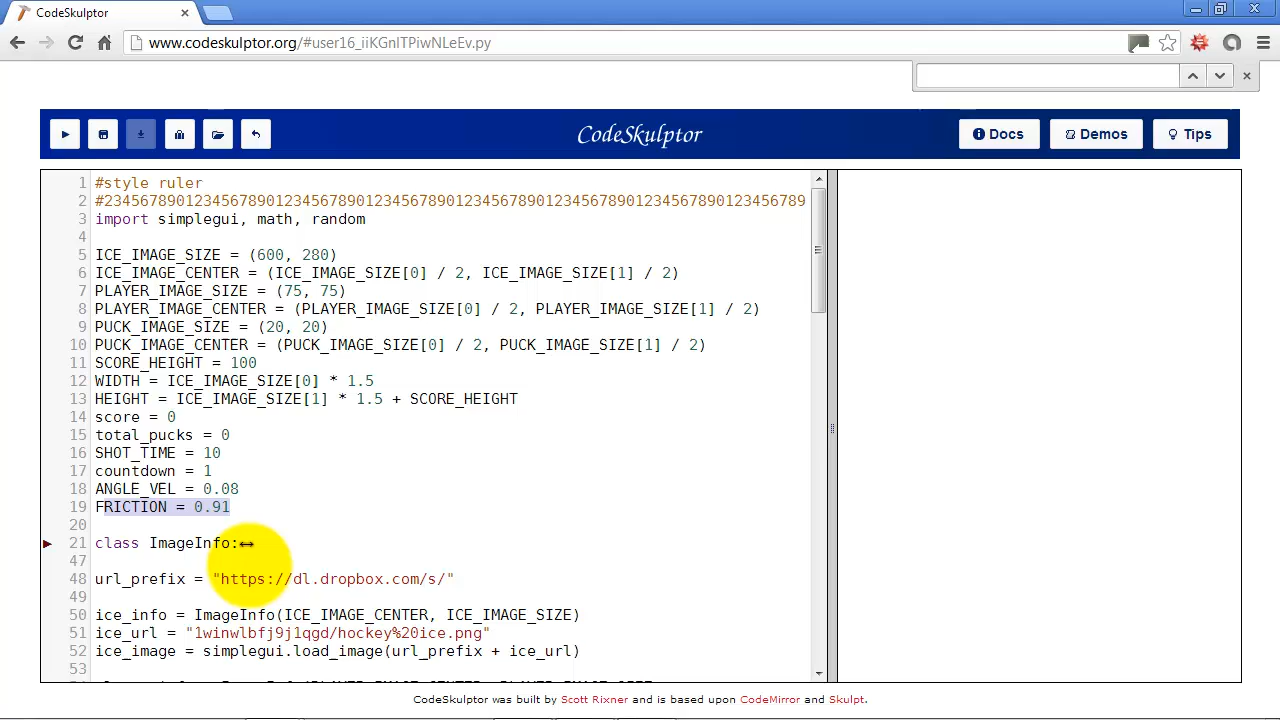 CodeSkulptor
www.codeskulptor.org/#user16_iiKGnlTPiwNLeEv.py
CodeSkulptor
Docs
Demos
Tips
1 #style ruler
2 #2345678901234567890123456789012345678901234567890123456789012345678901234567890123456789
3 import simplegui, math, random
4
5 ICE_IMAGE_SIZE = (600, 280)
6 ICE_IMAGE_CENTER = (ICE_IMAGE_SIZE[0] / 2, ICE_IMAGE_SIZE[1] / 2)
7 PLAYER_IMAGE_SIZE = (75, 75)
8 PLAYER_IMAGE_CENTER = (PLAYER_IMAGE_SIZE[0] / 2, PLAYER_IMAGE_SIZE[1] / 2)
9 PUCK_IMAGE_SIZE = (20, 20)
10 PUCK_IMAGE_CENTER = (PUCK_IMAGE_SIZE[0] / 2, PUCK_IMAGE_SIZE[1] / 2)
11 SCORE_HEIGHT = 100
12 WIDTH = ICE_IMAGE_SIZE[0] * 1.5
13 HEIGHT = ICE_IMAGE_SIZE[1] * 1.5 + SCORE_HEIGHT
14 score = 0
15 total_pucks = 0
16 SHOT_TIME = 10
17 countdown = 1
18 ANGLE_VEL = 0.08
19 FRICTION = 0.91
20
21 class ImageInfo:↔
47
48 url_prefix = "https://dl.dropbox.com/s/"
49
50 ice_info = ImageInfo(ICE_IMAGE_CENTER, ICE_IMAGE_SIZE)
51 ice_url = "1winwlbfj9j1qgd/hockey%20ice.png"
52 ice_image = simplegui.load_image(url_prefix + ice_url)
53
CodeSkulptor was built by Scott Rixner and is based upon CodeMirror and Skulpt.